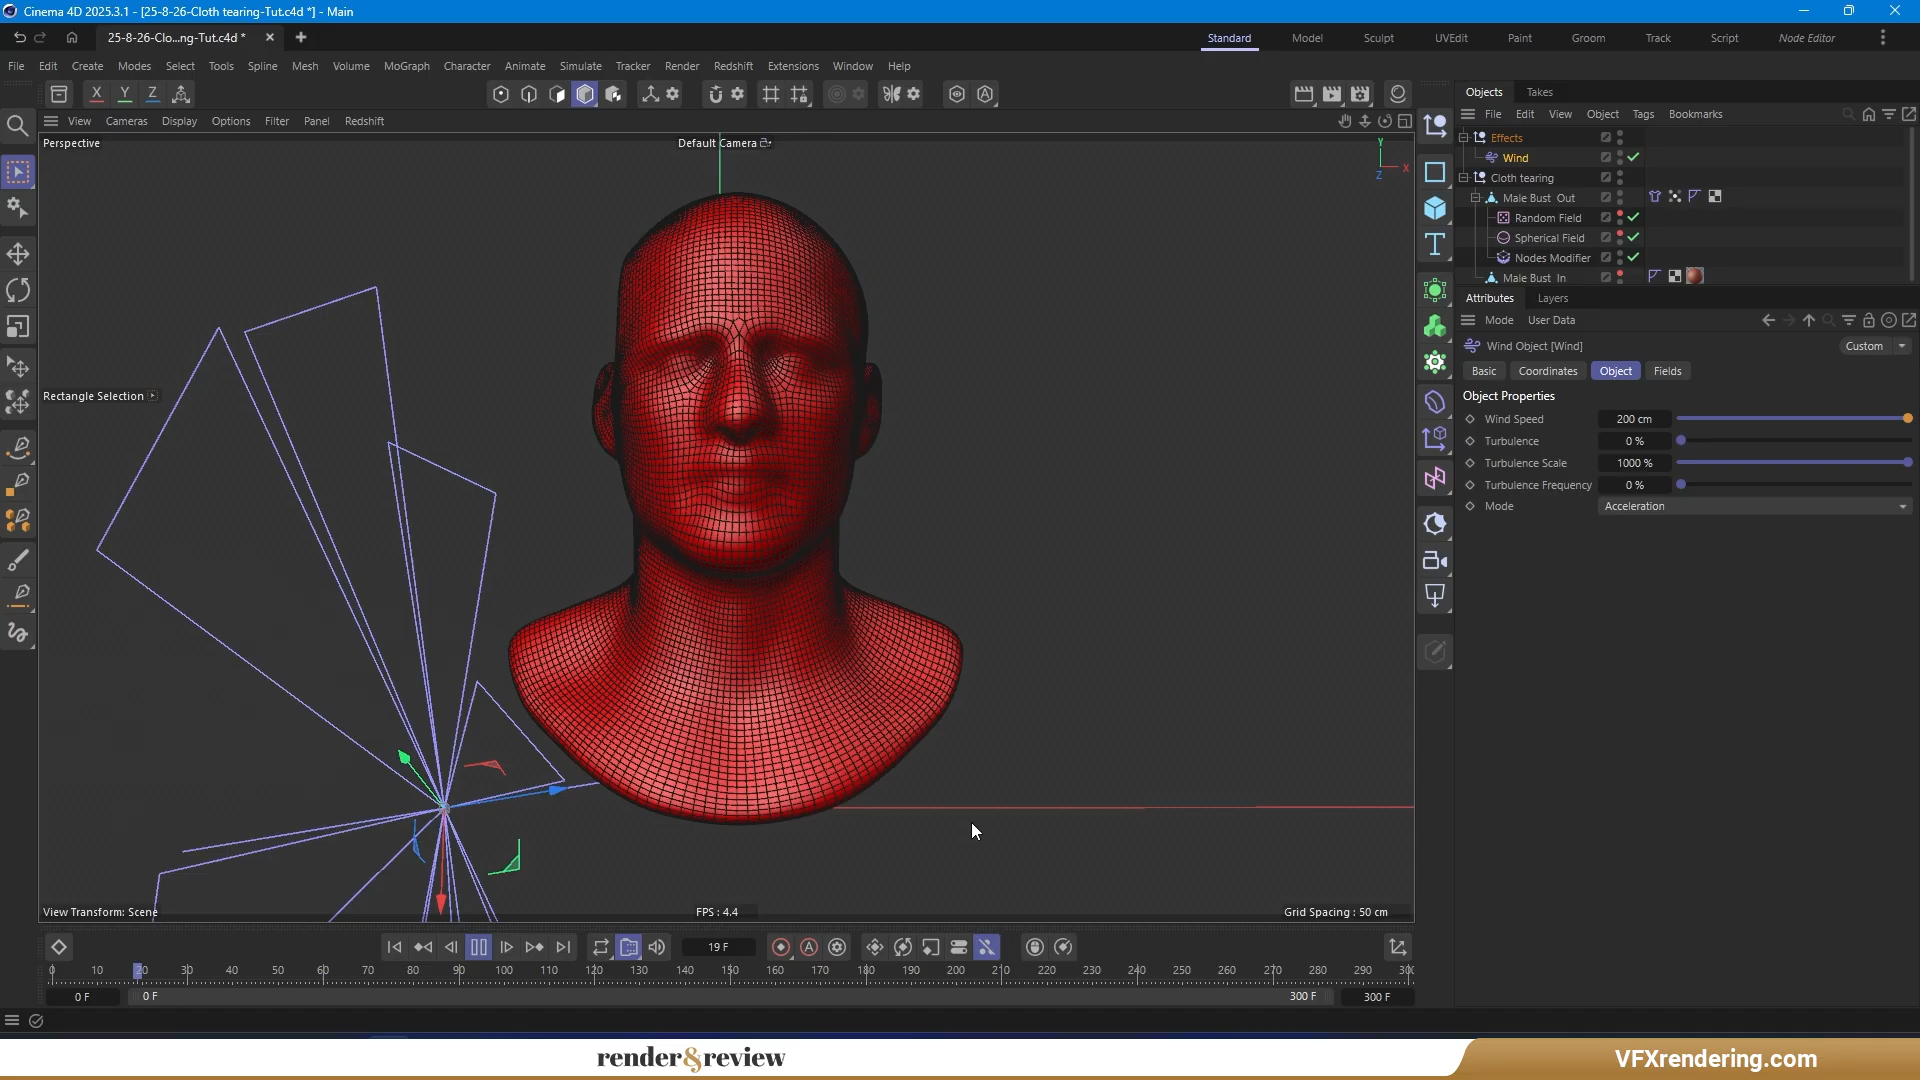 Cinema 4D 2025.3.1 - [25-8-26-Cloth tearing-Tut.c4d *] - Main
25-8-26-Clo...ng-Tut.c4d *
Standard Model Sculpt UVEdit Paint Groom Track Script Node Editor
File Edit Create Modes Select Tools Spline Mesh Volume MoGraph Character Animate Simulate Tracker Render Redshift Extensions Window Help
X Y Z
Objects Takes
View Cameras Display Options Filter Panel Redshift
File Edit View Object Tags Bookmarks
Perspective
Default Camera
Y
X
Z
Effects
Wind
Cloth tearing
Male Bust Out
Random Field
Spherical Field
Nodes Modifier
Male Bust In
Attributes Layers
Mode User Data
Wind Object [Wind]
Custom
Basic Coordinates Object Fields
Object Properties
Wind Speed 200 cm
Turbulence 0 %
Turbulence Scale 1000 %
Turbulence Frequency 0 %
Mode Acceleration
Rectangle Selection
View Transform: Scene
FPS : 4.4
Grid Spacing : 50 cm
19 F
0 10 20 30 40 50 60 70 80 90 100 110 120 130 140 150 160 170 180 190 200 210 220 230 240 250 260 270 280 290 30
0 F 0 F 300 F 300 F
render&review
VFXrendering.com